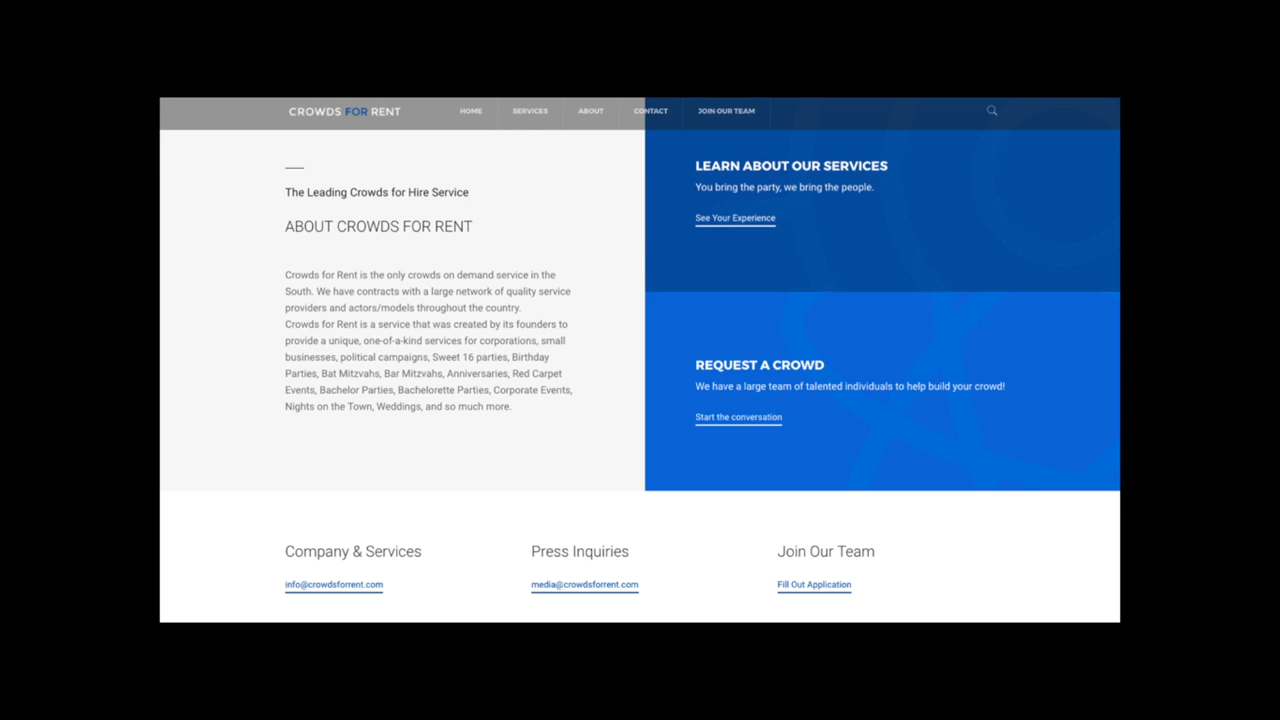 CROWDS FOR RENT
HOME
SERVICES
ABOUT
CONTACT
JOIN OUR TEAM
The Leading Crowds for Hire Service
ABOUT CROWDS FOR RENT
Crowds for Rent is the only crowds on demand service in the
South. We have contracts with a large network of quality service
providers and actors/models throughout the country.
Crowds for Rent is a service that was created by its founders to
provide a unique, one-of-a-kind services for corporations, small
businesses, political campaigns, Sweet 16 parties, Birthday
Parties, Bat Mitzvahs, Bar Mitzvahs, Anniversaries, Red Carpet
Events, Bachelor Parties, Bachelorette Parties, Corporate Events,
Nights on the Town, Weddings, and so much more.
LEARN ABOUT OUR SERVICES
You bring the party, we bring the people.
See Your Experience
REQUEST A CROWD
We have a large team of talented individuals to help build your crowd!
Start the conversation
Company & Services
info@crowdsforrent.com
Press Inquiries
media@crowdsforrent.com
Join Our Team
Fill Out Application